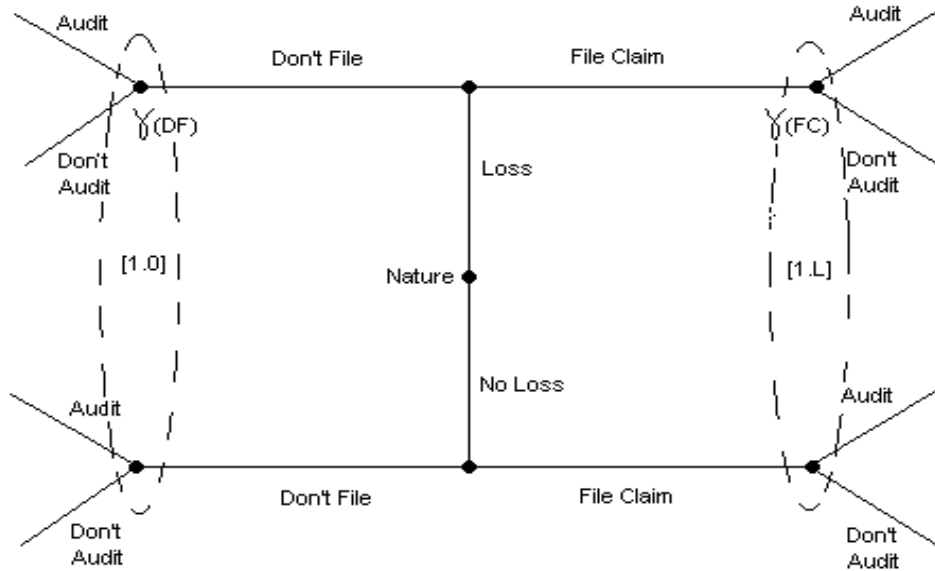 Audit
Audit
Don't File
File Claim
ɣ(DF)
ɣ(FC)
Don't
Audit
Don't
Audit
Loss
[1.0]
[1.L]
Nature
No Loss
Audit
Audit
Don't File
File Claim
Don't
Audit
Don't
Audit